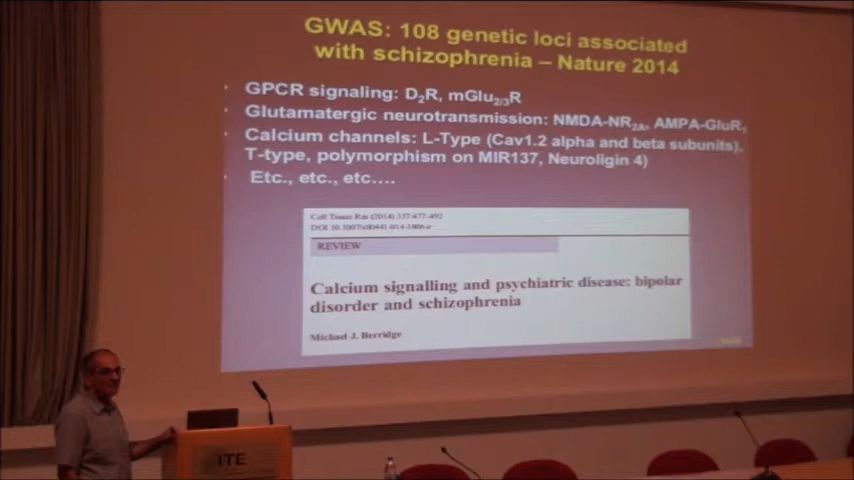 GWAS: 108 genetic loci associated
with schizophrenia – Nature 2014
• GPCR signaling: D2R, mGlu2/3R
• Glutamatergic neurotransmission: NMDA-NR2A, AMPA-GluR1
• Calcium channels: L-Type (Cav1.2 alpha and beta subunits),
T-type, polymorphism on MIR137, Neuroligin 4)
• Etc., etc., etc....
Cell Tissue Res (2014) 357:477-492
DOI 10.1007/s00441-014-1806-z
REVIEW
Calcium signalling and psychiatric disease: bipolar
disorder and schizophrenia
Michael J. Berridge
ITE